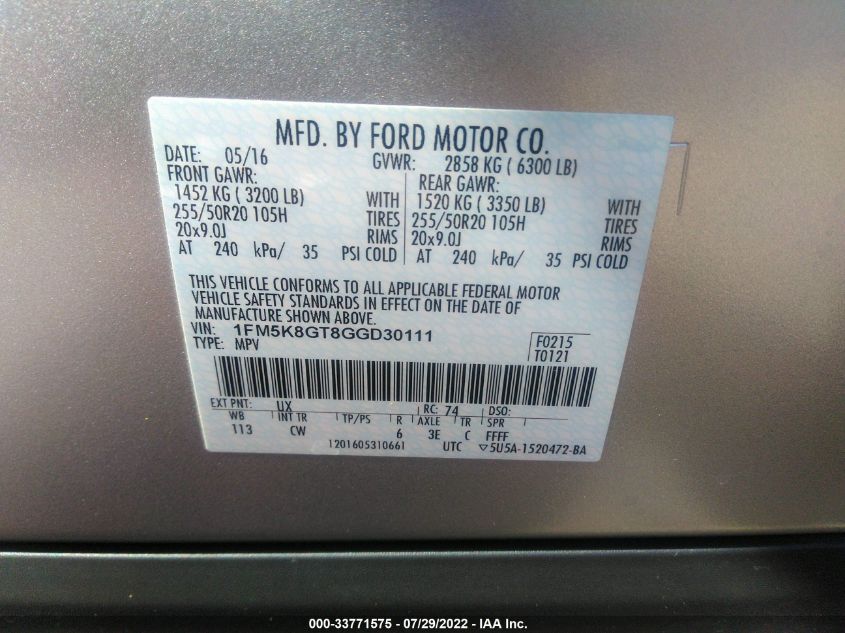 MFD. BY FORD MOTOR CO.
DATE: 05/16 GVWR: 2858 KG ( 6300 LB)
FRONT GAWR: REAR GAWR:
1452 KG ( 3200 LB) WITH 1520 KG ( 3350 LB) WITH
255/50R20 105H TIRES 255/50R20 105H TIRES
20x9.0J RIMS 20x9.0J RIMS
AT 240 kPa/ 35 PSI COLD AT 240 kPa/ 35 PSI COLD
THIS VEHICLE CONFORMS TO ALL APPLICABLE FEDERAL MOTOR
VEHICLE SAFETY STANDARDS IN EFFECT ON THE DATE OF
MANUFACTURE SHOWN ABOVE.
VIN: 1FM5K8GT8GGD30111 F0215
TYPE: MPV T0121
EXT PNT: UX RC: 74 DSO:
WB INT TR TP/PS R AXLE TR SPR
113 CW 6 3E C FFFF
1201605310661 UTC ▽5U5A-1520472-BA
000-33771575 - 07/29/2022 - IAA Inc.